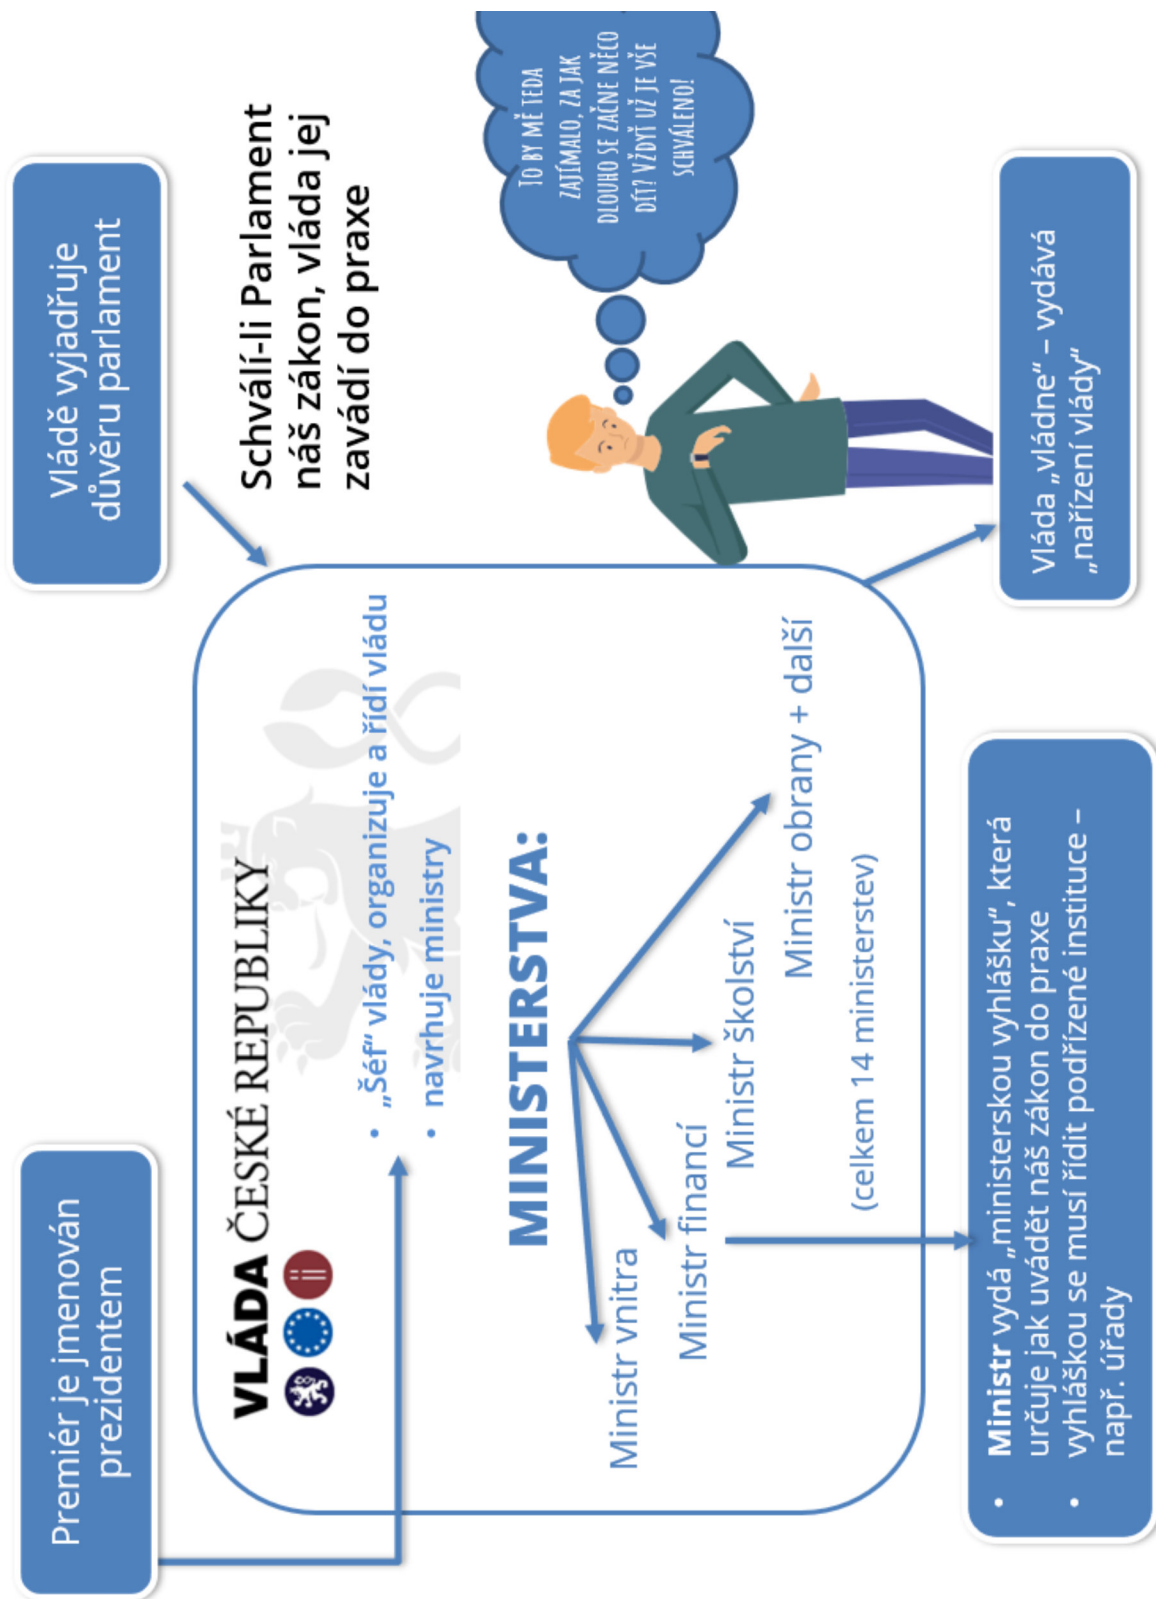 Premiér je jmenován
prezidentem
Vládě vyjadřuje
důvěru parlament
VLÁDA ČESKÉ REPUBLIKY
• „Šéf“ vlády, organizuje a řídí vládu
• navrhuje ministry
Schválí-li Parlament
náš zákon, vláda jej
zavádí do praxe
MINISTERSTVA:
Ministr vnitra
Ministr financí
Ministr školství
Ministr obrany + další
(celkem 14 ministerstev)
TO BY MĚ TEDA
ZAJÍMALO, ZA JAK
DLOUHO SE ZAČNE NĚCO
DÍT? VŽDYŤ UŽ JE VŠE
SCHVÁLENO!
• Ministr vydá „ministerskou vyhlášku“, která
určuje jak uvádět náš zákon do praxe
• vyhláškou se musí řídit podřízené instituce –
např. úřady
Vláda „vládne“ – vydává
„nařízení vlády“